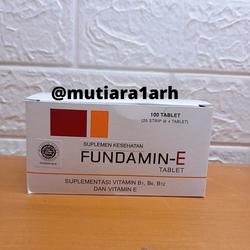 @mutiara1arh
100 TABLET
(25 STRIP @ 4 TABLET)
SUPLEMEN KESEHATAN
FUNDAMIN-E
TABLET
SUPLEMENTASI VITAMIN B₁, B₆, B₁₂
DAN VITAMIN E